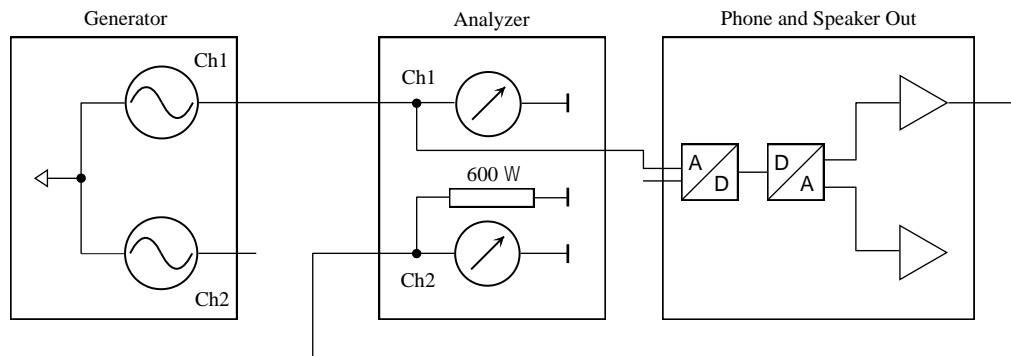 Generator
Analyzer
Phone and Speaker Out
Ch1
Ch1
A
D
D
A
600 W
Ch2
Ch2